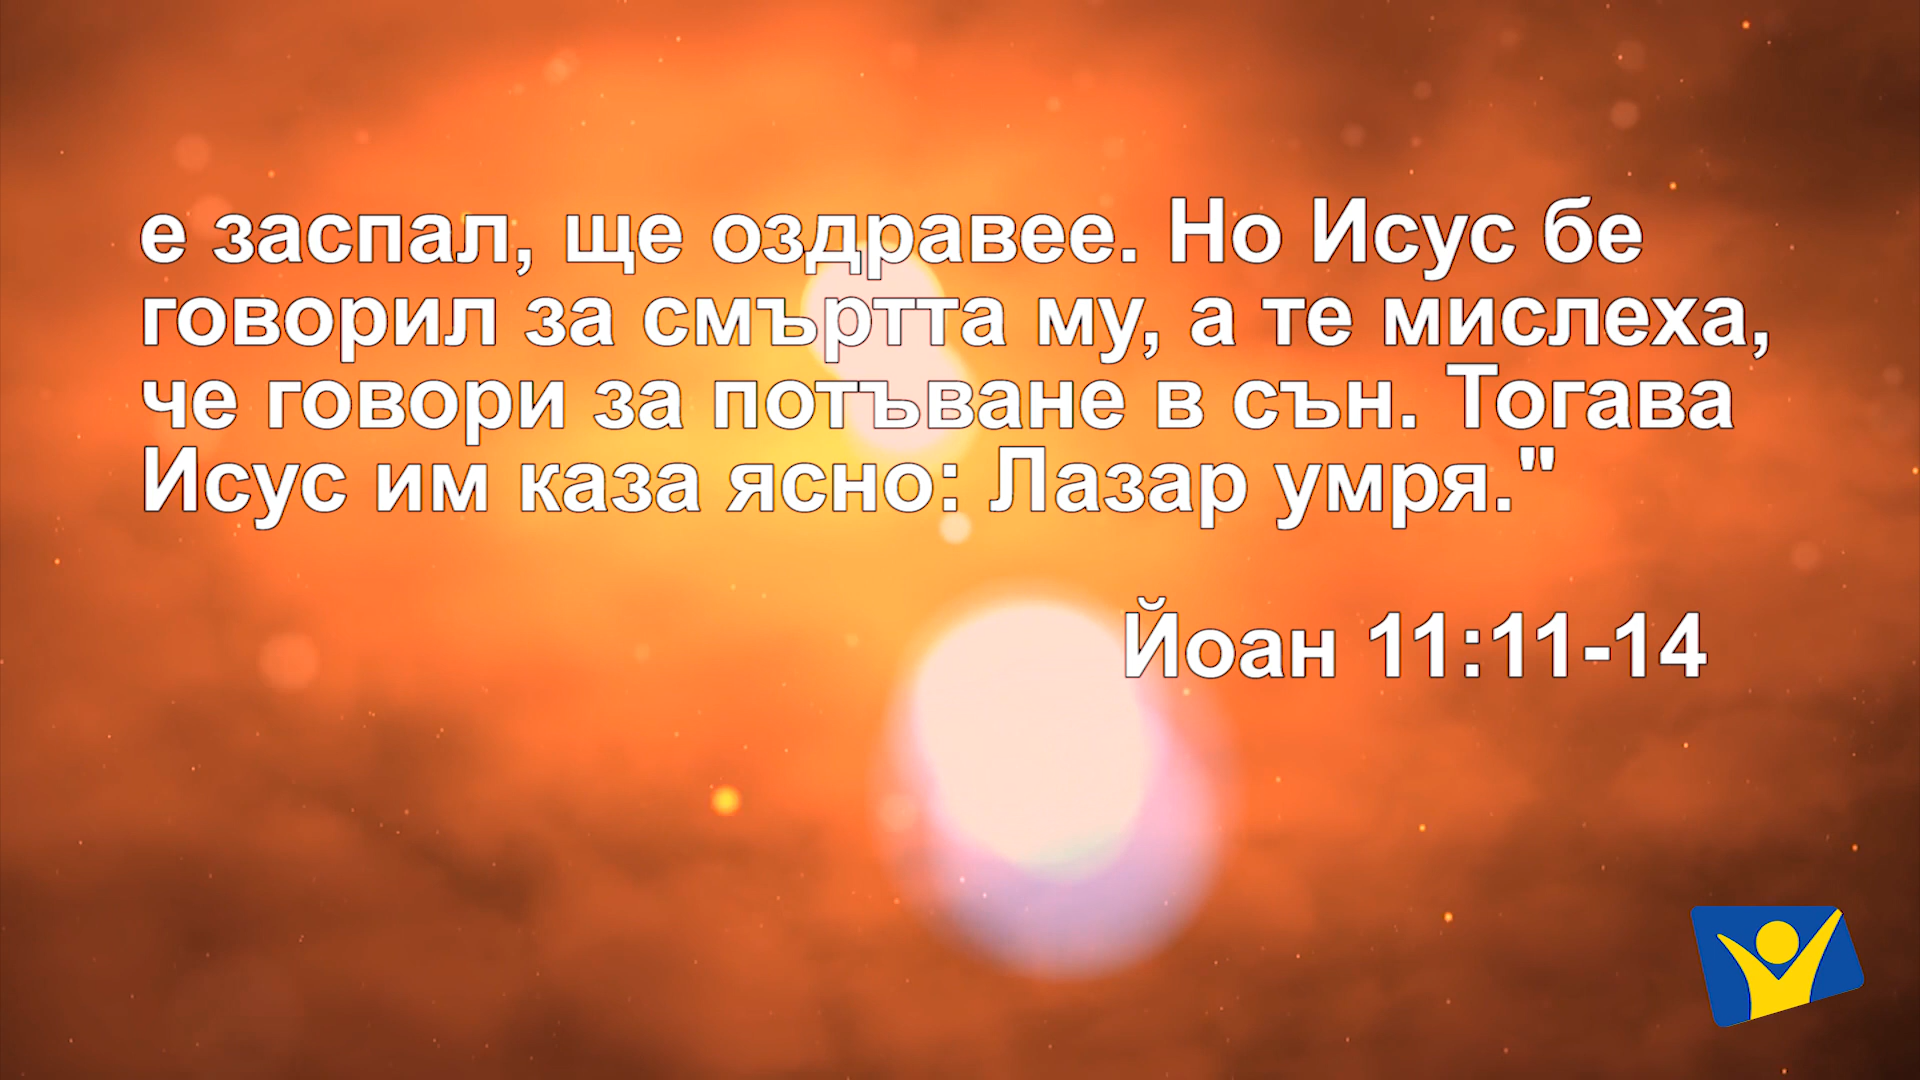 е заспал, ще оздравее. Но Исус бе
говорил за смъртта му, а те мислеха,
че говори за потъване в сън. Тогава
Исус им каза ясно: Лазар умря."
Йоан 11:11-14